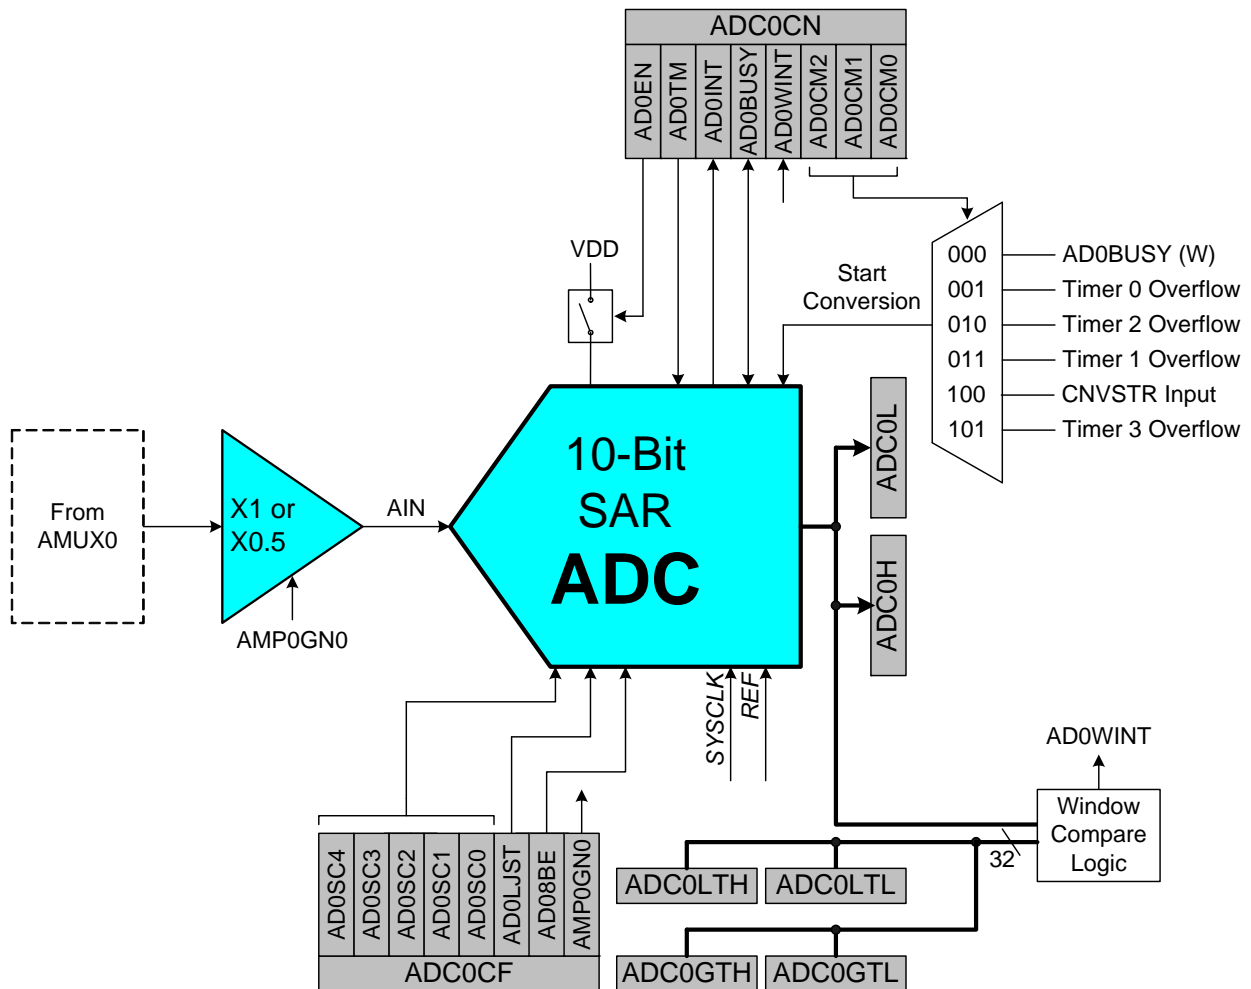 ADC0CN
AD0EN
AD0TM
AD0INT
AD0BUSY
AD0WINT
AD0CM2
AD0CM1
AD0CM0
VDD
Start
Conversion
000
AD0BUSY (W)
001
Timer 0 Overflow
010
Timer 2 Overflow
011
Timer 1 Overflow
100
CNVSTR Input
101
Timer 3 Overflow
From
AMUX0
X1 or
X0.5
AIN
AMP0GN0
10-Bit
SAR
ADC
ADC0L
ADC0H
SYSCLK
REF
AD0WINT
Window
Compare
Logic
32
ADC0LTH
ADC0LTL
ADC0GTH
ADC0GTL
AD0SC4
AD0SC3
AD0SC2
AD0SC1
AD0SC0
AD0LJST
AD08BE
AMP0GN0
ADC0CF